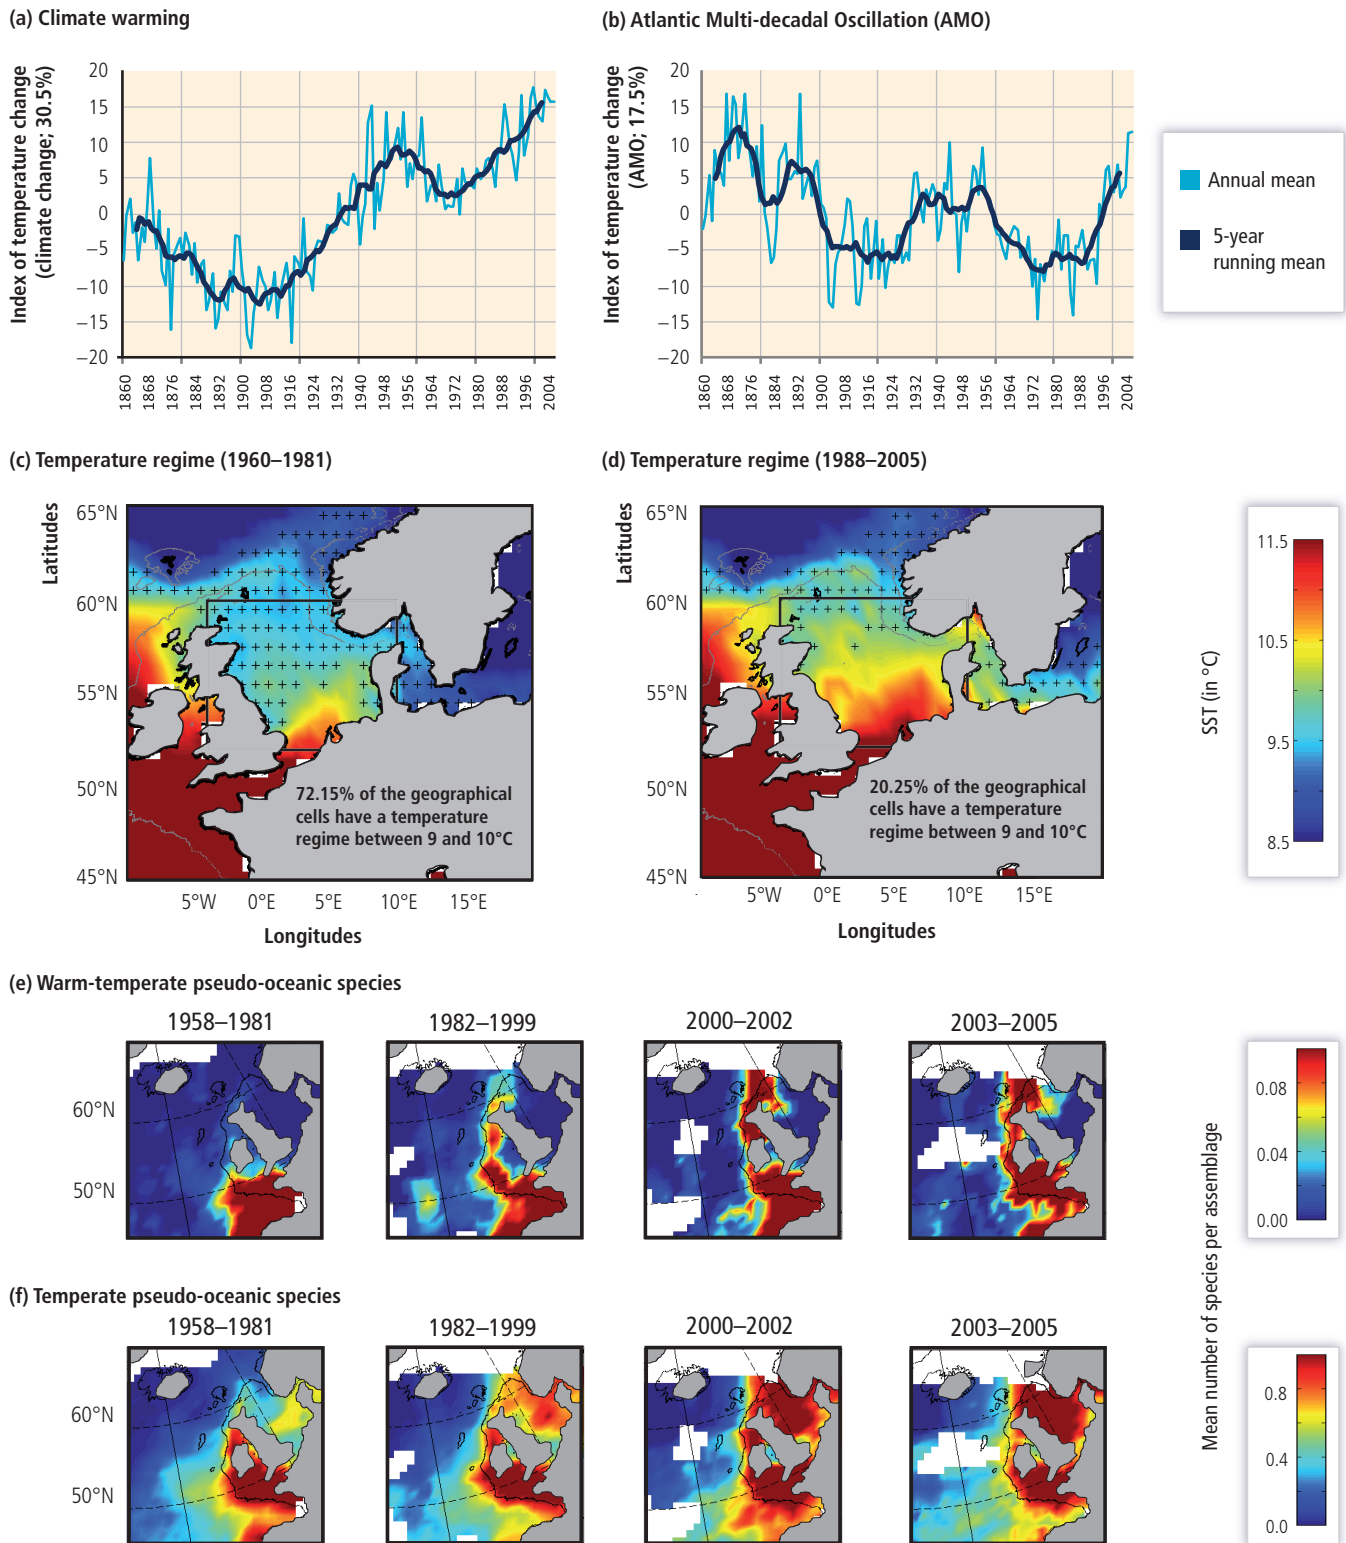 (a) Climate warming
Index of temperature change
(climate change; 30.5%)
20
15
10
5
0
−5
−10
−15
−20
1860
1868
1876
1884
1892
1900
1908
1916
1924
1932
1940
1948
1956
1964
1972
1980
1988
1996
2004
(b) Atlantic Multi-decadal Oscillation (AMO)
Index of temperature change
(AMO; 17.5%)
20
15
10
5
0
−5
−10
−15
−20
1860
1868
1876
1884
1892
1900
1908
1916
1924
1932
1940
1948
1956
1964
1972
1980
1988
1996
2004
Annual mean
5-year
running mean
(c) Temperature regime (1960–1981)
Latitudes
65°N
60°N
55°N
50°N
45°N
72.15% of the geographical
cells have a temperature
regime between 9 and 10°C
5°W 0°E 5°E 10°E 15°E
Longitudes
(d) Temperature regime (1988–2005)
Latitudes
65°N
60°N
55°N
50°N
45°N
20.25% of the geographical
cells have a temperature
regime between 9 and 10°C
5°W 0°E 5°E 10°E 15°E
Longitudes
SST (in °C)
11.5
10.5
9.5
8.5
(e) Warm-temperate pseudo-oceanic species
1958–1981 1982–1999 2000–2002 2003–2005
60°N
50°N
0.08
0.04
0.00
Mean number of species per assemblage
(f) Temperate pseudo-oceanic species
1958–1981 1982–1999 2000–2002 2003–2005
60°N
50°N
0.8
0.4
0.0